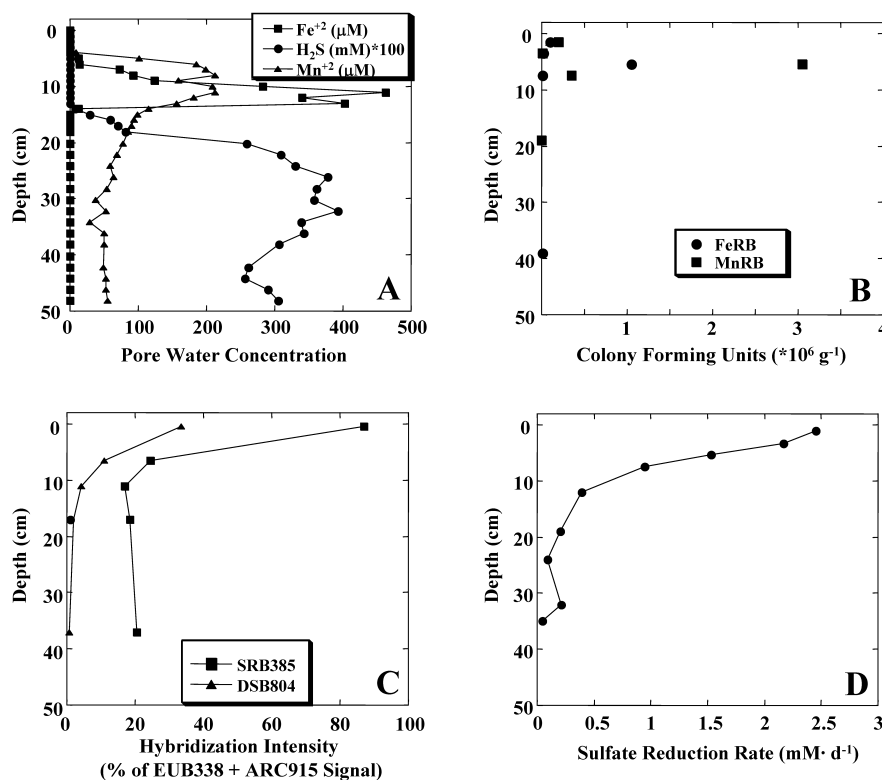 0
10
20
30
40
50
Depth (cm)
Fe+2 (μM)
H2S (mM)*100
Mn+2 (μM)
A
0 100 200 300 400 500
Pore Water Concentration
0
10
20
30
40
50
Depth (cm)
FeRB
MnRB
B
0 1 2 3 4
Colony Forming Units (*10⁶ g⁻¹)
0
10
20
30
40
50
Depth (cm)
SRB385
DSB804
C
0 20 40 60 80 100
Hybridization Intensity
(% of EUB338 + ARC915 Signal)
0
10
20
30
40
50
Depth (cm)
D
0 0.5 1 1.5 2 2.5 3
Sulfate Reduction Rate (mM· d⁻¹)